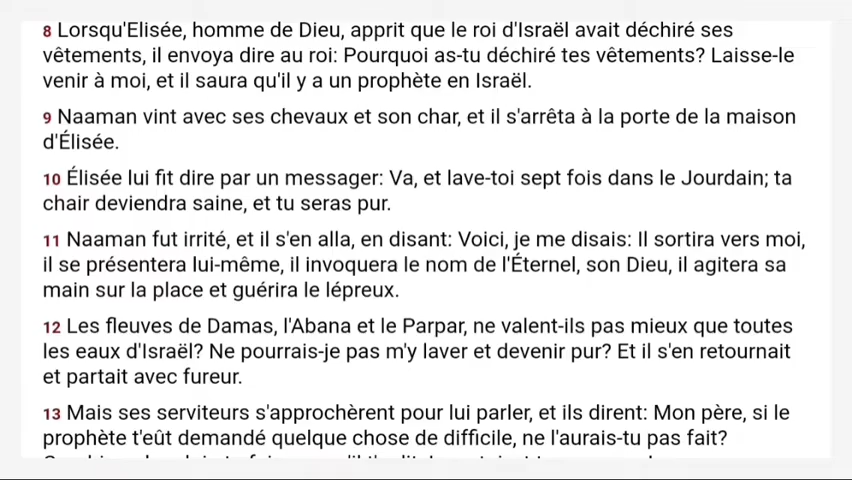 8 Lorsqu'Elisée, homme de Dieu, apprit que le roi d'Israël avait déchiré ses
vêtements, il envoya dire au roi: Pourquoi as-tu déchiré tes vêtements? Laisse-le
venir à moi, et il saura qu'il y a un prophète en Israël.
9 Naaman vint avec ses chevaux et son char, et il s'arrêta à la porte de la maison
d'Élisée.
10 Élisée lui fit dire par un messager: Va, et lave-toi sept fois dans le Jourdain; ta
chair deviendra saine, et tu seras pur.
11 Naaman fut irrité, et il s'en alla, en disant: Voici, je me disais: Il sortira vers moi,
il se présentera lui-même, il invoquera le nom de l'Éternel, son Dieu, il agitera sa
main sur la place et guérira le lépreux.
12 Les fleuves de Damas, l'Abana et le Parpar, ne valent-ils pas mieux que toutes
les eaux d'Israël? Ne pourrais-je pas m'y laver et devenir pur? Et il s'en retournait
et partait avec fureur.
13 Mais ses serviteurs s'approchèrent pour lui parler, et ils dirent: Mon père, si le
prophète t'eût demandé quelque chose de difficile, ne l'aurais-tu pas fait?